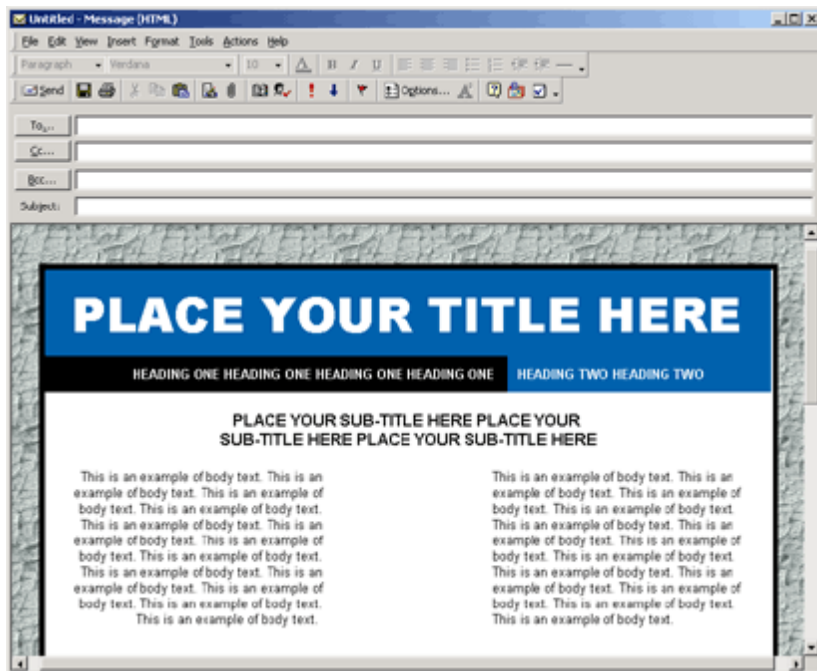 Untitled - Message (HTML)
File Edit View Insert Format Tools Actions Help
Paragraph Verdana 10 A B I U
Send Options...
To...
Cc...
Bcc...
Subject:
PLACE YOUR TITLE HERE
HEADING ONE HEADING ONE HEADING ONE HEADING ONE HEADING TWO HEADING TWO
PLACE YOUR SUB-TITLE HERE PLACE YOUR
SUB-TITLE HERE PLACE YOUR SUB-TITLE HERE
This is an example of body text. This is an
example of body text. This is an example of
body text. This is an example of body text.
This is an example of body text. This is an
example of body text. This is an example of
body text. This is an example of body text.
This is an example of body text. This is an
example of body text. This is an example of
body text. This is an example of body text.
This is an example of body text.
This is an example of body text. This is an
example of body text. This is an example of
body text. This is an example of body text.
This is an example of body text. This is an
example of body text. This is an example of
body text. This is an example of body text.
This is an example of body text. This is an
example of body text. This is an example of
body text. This is an example of body text.
This is an example of body text.